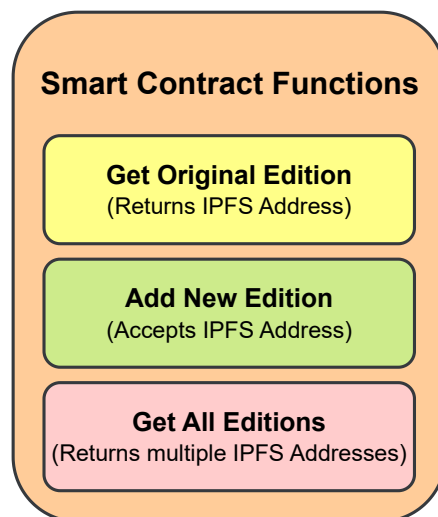 Smart Contract Functions
Get Original Edition
(Returns IPFS Address)
Add New Edition
(Accepts IPFS Address)
Get All Editions
(Returns multiple IPFS Addresses)